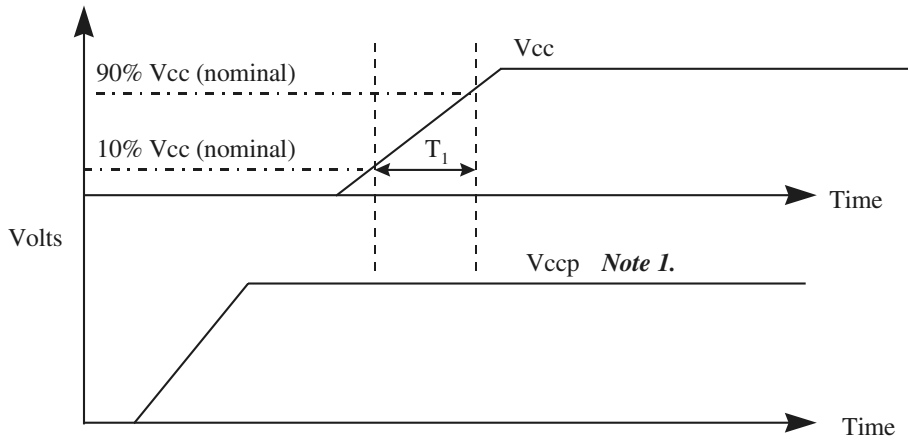 Vcc
90% Vcc (nominal)
10% Vcc (nominal)
T1
Time
Volts
Vccp Note 1.
Time